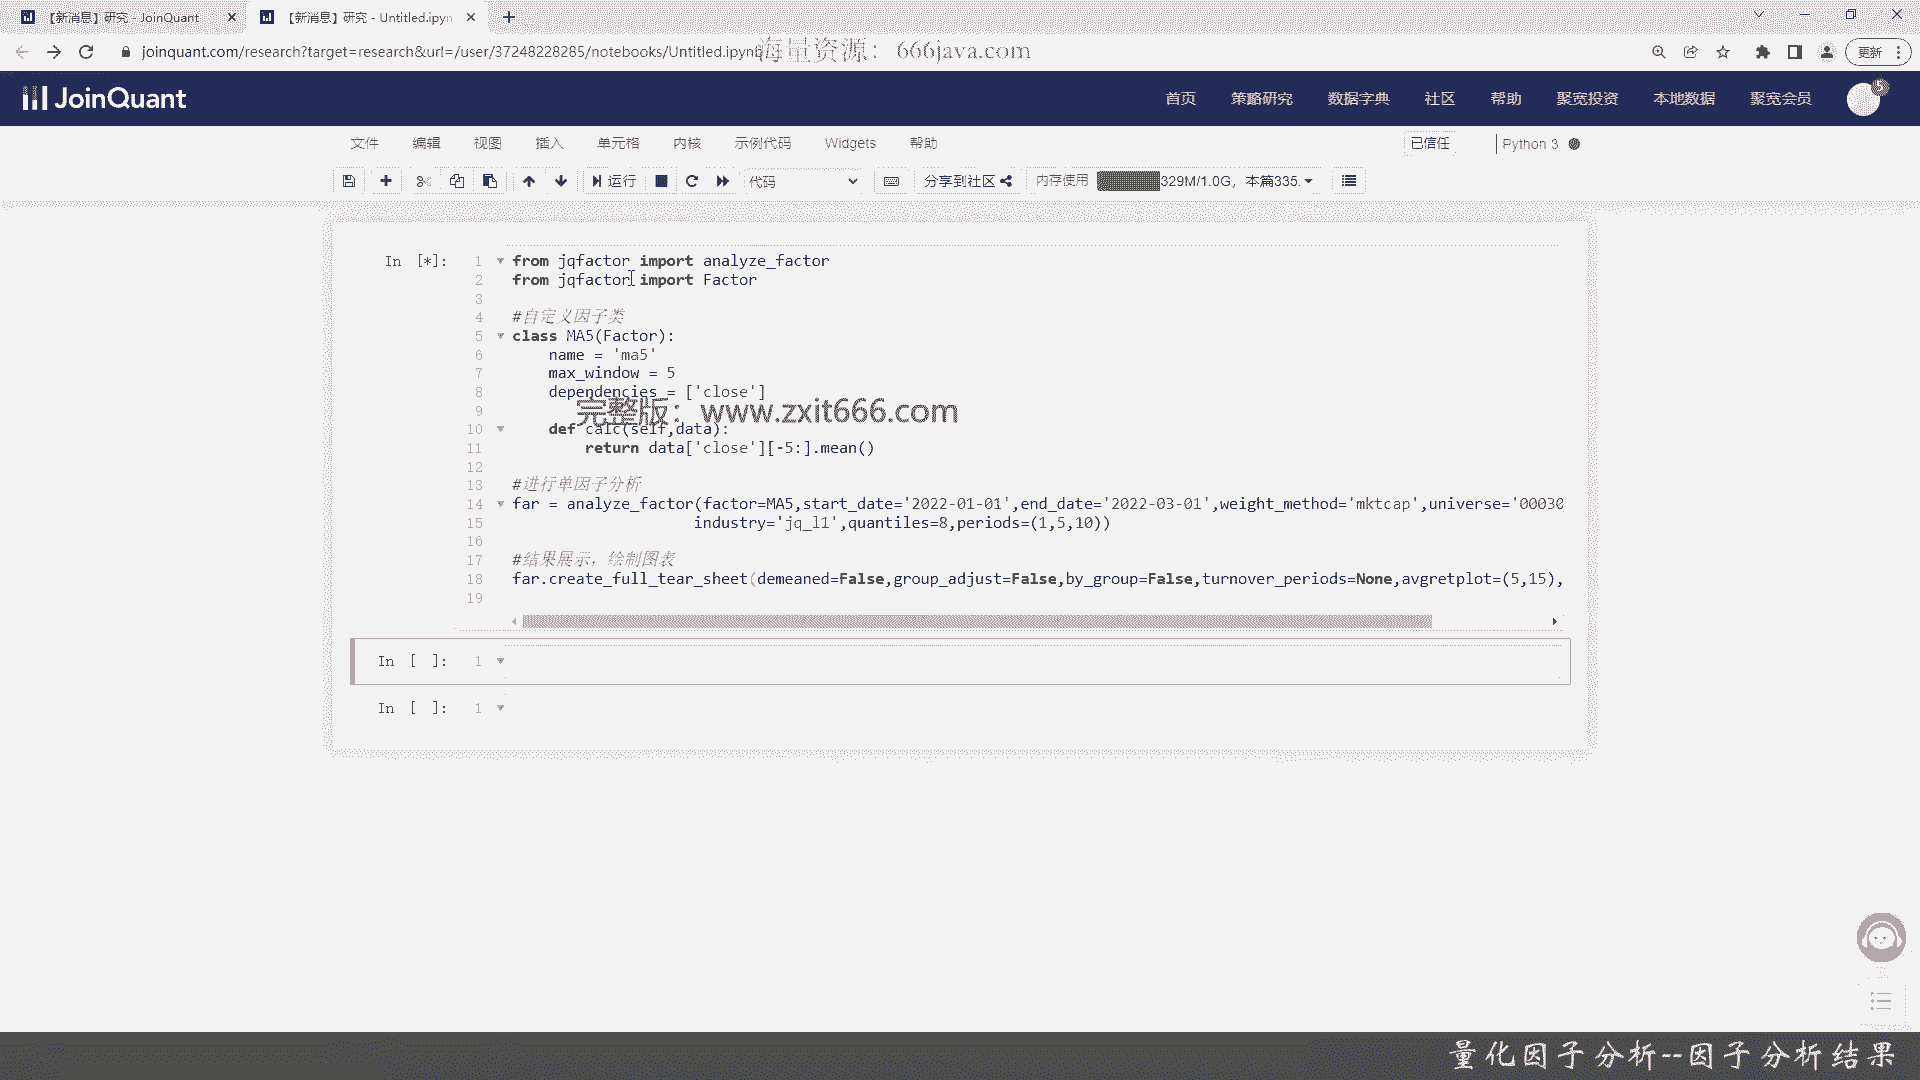 【新消息】研究 - JoinQuant
【新消息】研究 - Untitled.ipyn
joinquant.com/research?target=research&url=/user/37248228285/notebooks/Untitled.ipynb
海量资源：666java.com
更新
JoinQuant
首页 策略研究 数据字典 社区 帮助 聚宽投资 本地数据 聚宽会员
5
文件 编辑 视图 插入 单元格 内核 示例代码 Widgets 帮助
已信任
Python 3
运行
代码
分享到社区
内存使用 329M/1.0G，本篇335.
In [*]:
1 from jqfactor import analyze_factor
2 from jqfactor import Factor
3
4 #自定义因子类
5 class MA5(Factor):
6 name = 'ma5'
7 max_window = 5
8 dependencies = ['close']
9
完整版：www.zxit666.com
10 def calc(self,data):
11 return data['close'][-5:].mean()
12
13 #进行单因子分析
14 far = analyze_factor(factor=MA5,start_date='2022-01-01',end_date='2022-03-01',weight_method='mktcap',universe='00030
15 industry='jq_l1',quantiles=8,periods=(1,5,10))
16
17 #结果展示，绘制图表
18 far.create_full_tear_sheet(demeaned=False,group_adjust=False,by_group=False,turnover_periods=None,avgretplot=(5,15),
19
In [ ]: 1
In [ ]: 1
量化因子分析--因子分析结果